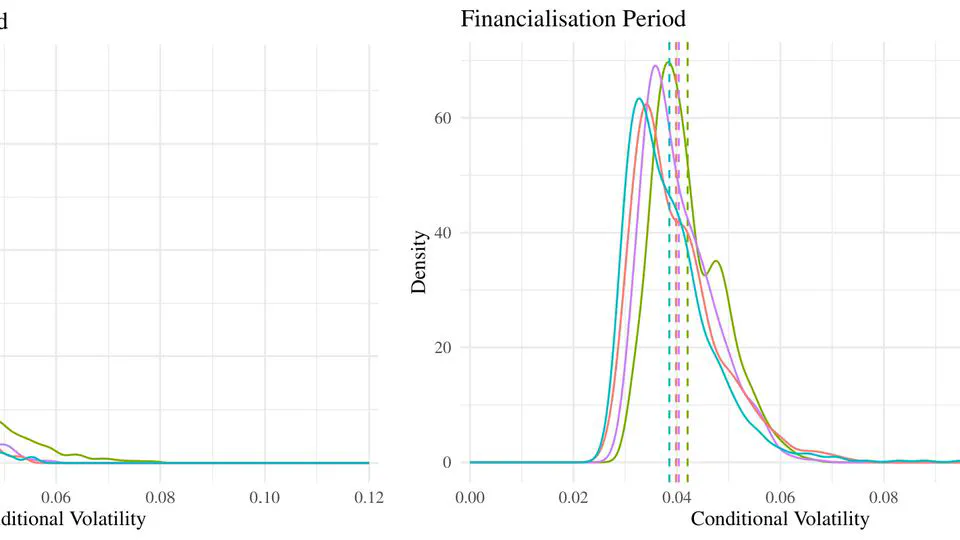 d
0.06 0.08 0.10 0.12
ditional Volatility
Financialisation Period
Density
60
40
20
0
0.00 0.02 0.04 0.06 0.08
Conditional Volatility